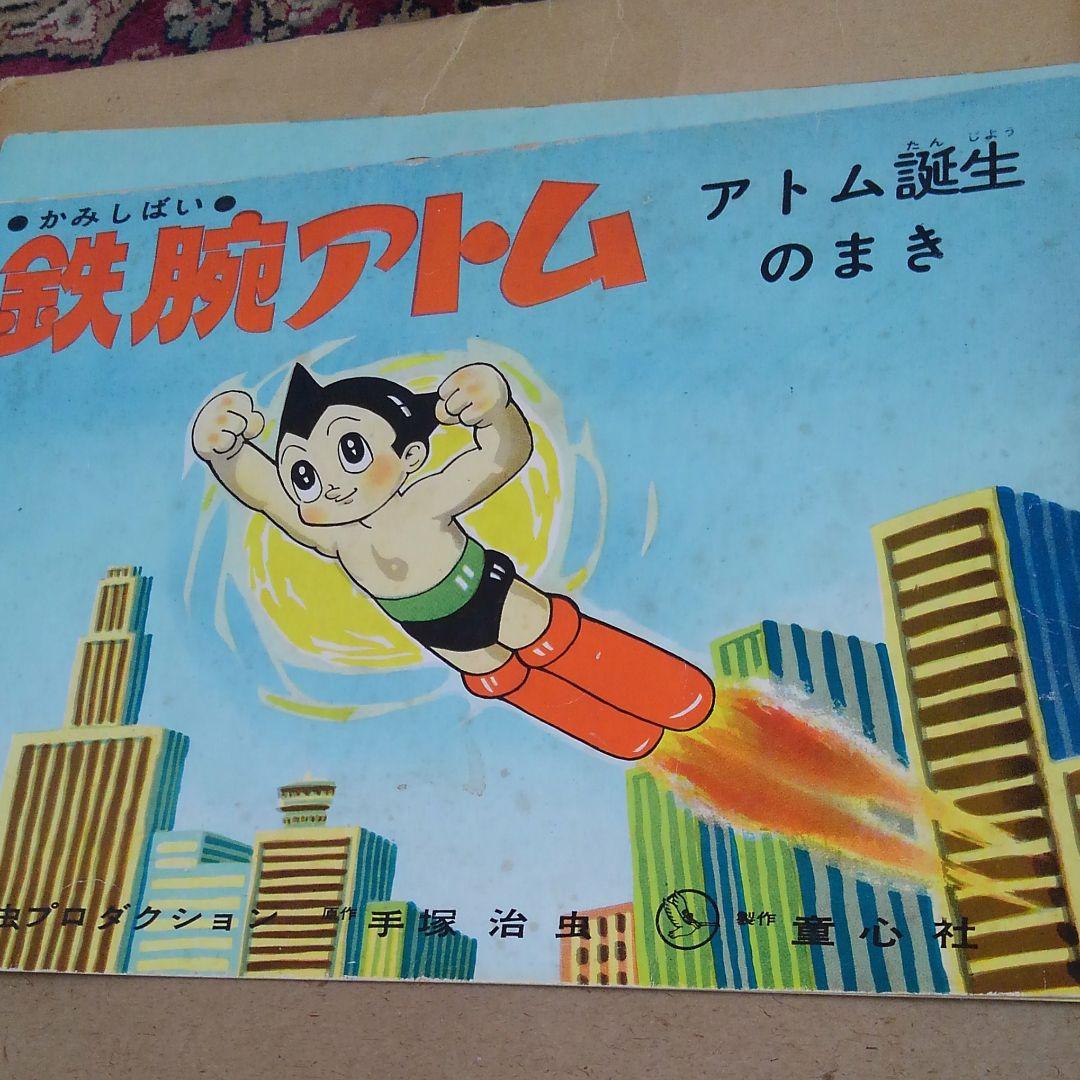 ●かみしばい●
鉄腕アトム
アトム誕生
たんじよう
のまき
虫プロダクション 原作 手塚治虫 製作 童心社